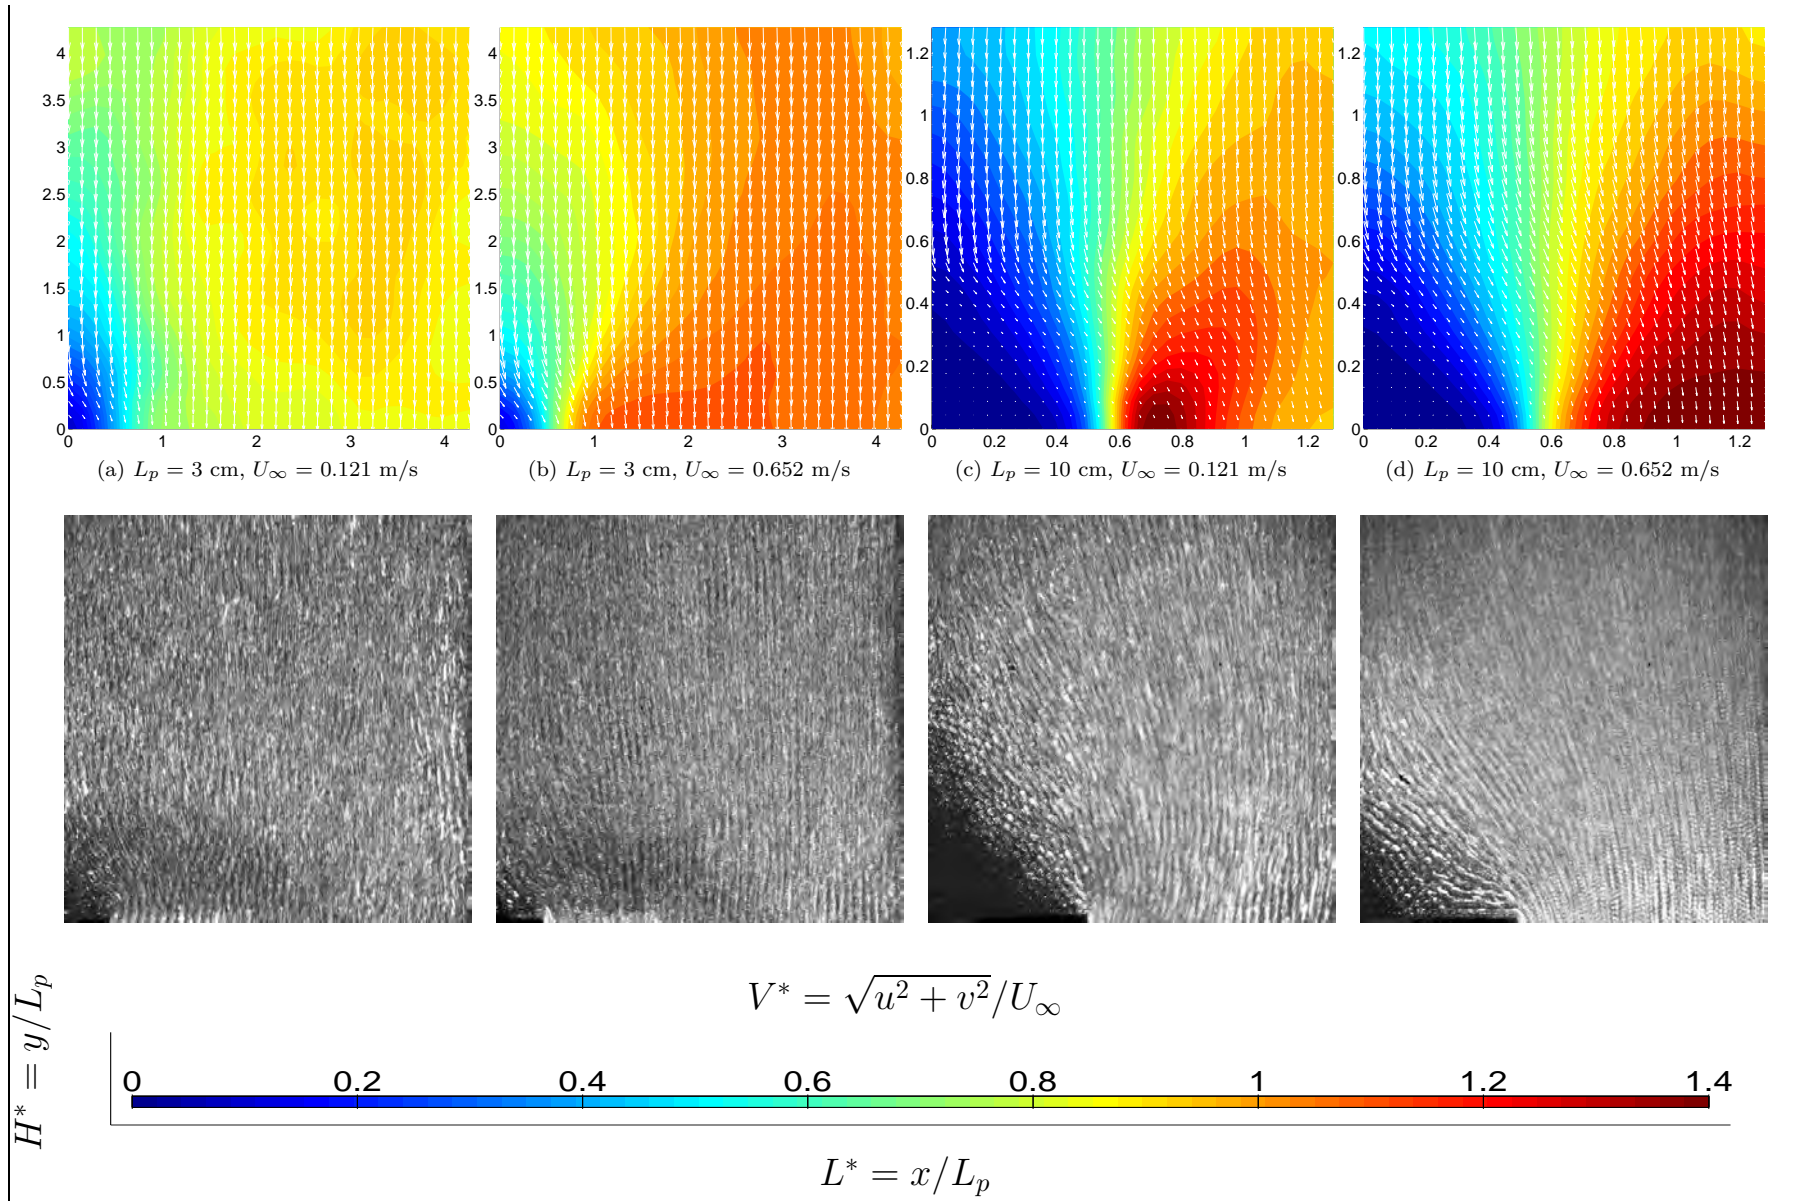 4
3.5
3
2.5
2
1.5
1
0.5
0
0 1 2 3 4
(a) L_p = 3 cm, U_∞ = 0.121 m/s
4
3.5
3
2.5
2
1.5
1
0.5
0
0 1 2 3 4
(b) L_p = 3 cm, U_∞ = 0.652 m/s
1.2
1
0.8
0.6
0.4
0.2
0
0 0.2 0.4 0.6 0.8 1 1.2
(c) L_p = 10 cm, U_∞ = 0.121 m/s
1.2
1
0.8
0.6
0.4
0.2
0
0 0.2 0.4 0.6 0.8 1 1.2
(d) L_p = 10 cm, U_∞ = 0.652 m/s
V* = √(u² + v²)/U_∞
H* = y/L_p
0 0.2 0.4 0.6 0.8 1 1.2 1.4
L* = x/L_p